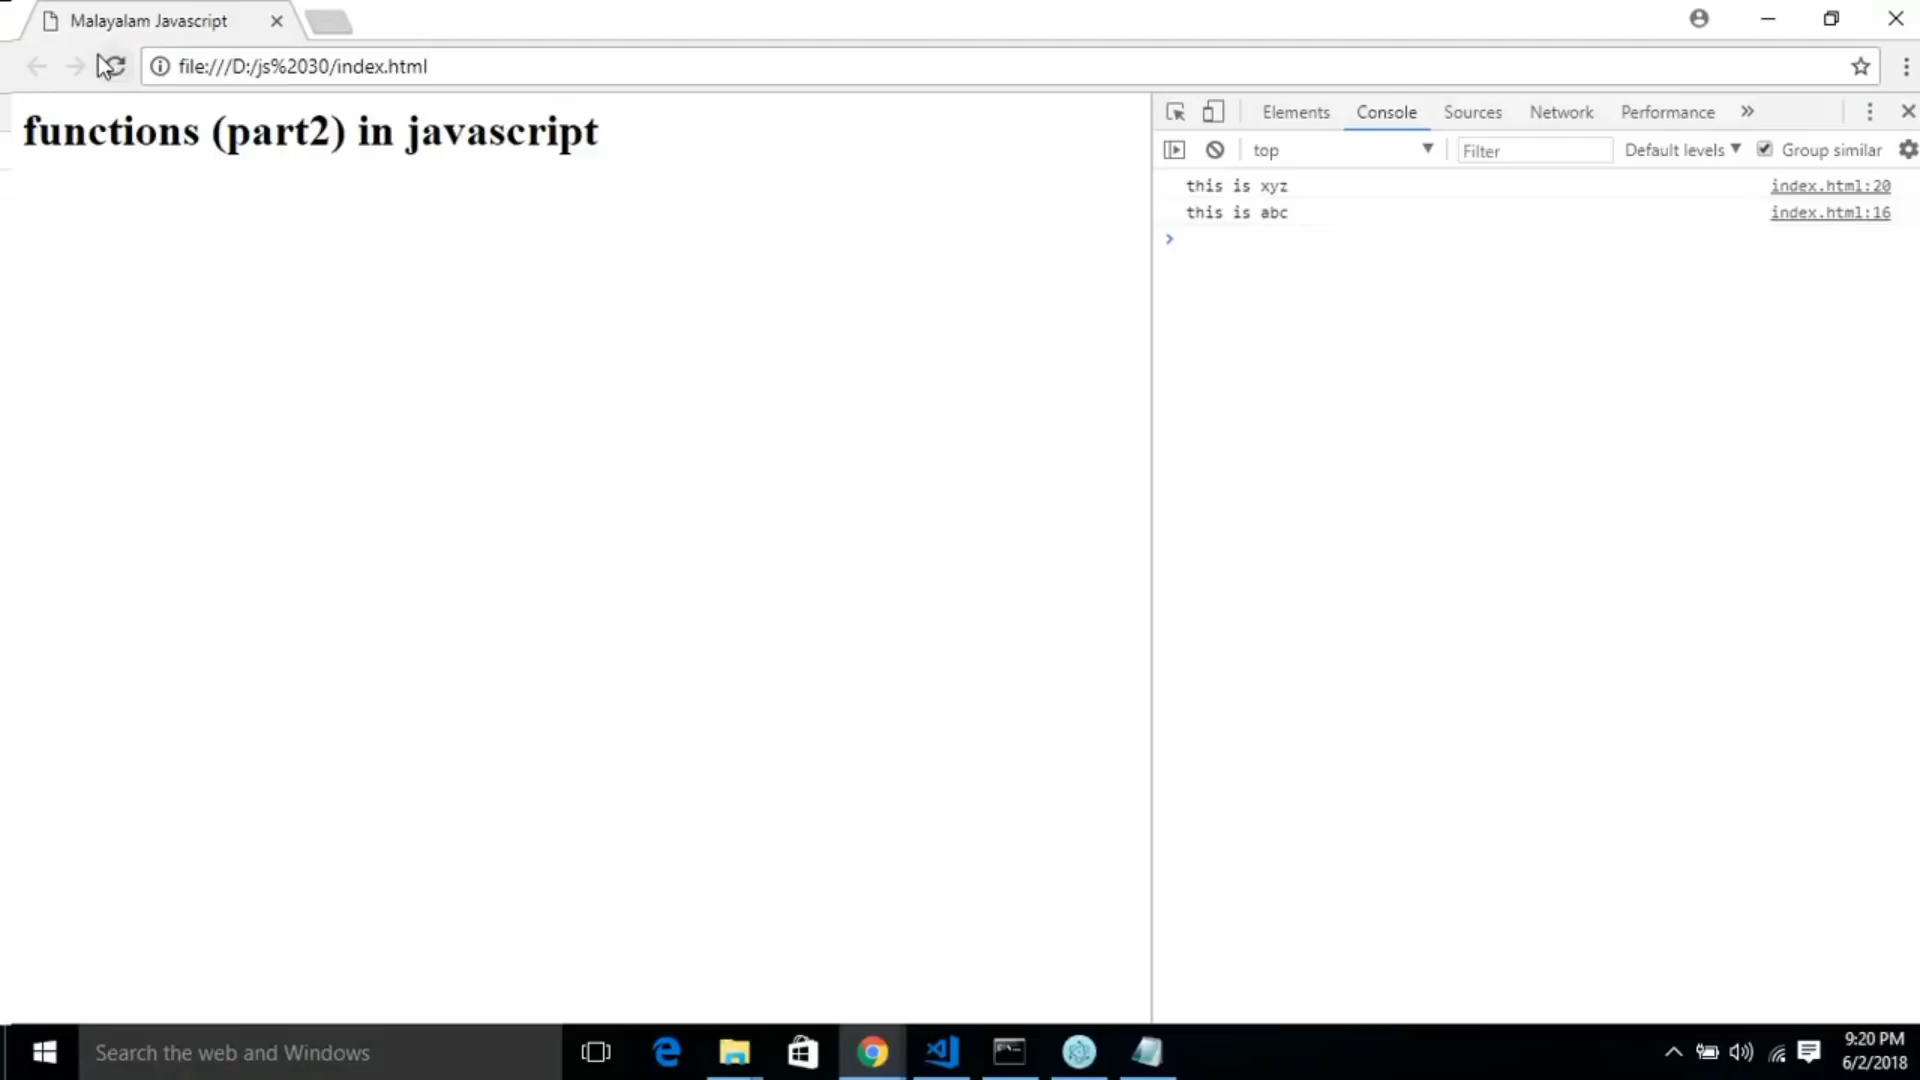 Malayalam Javascript
file:///D:/js%2030/index.html
functions (part2) in javascript
Elements Console Sources Network Performance »
top Filter Default levels Group similar
this is xyz index.html:20
this is abc index.html:16
Search the web and Windows
9:20 PM
6/2/2018